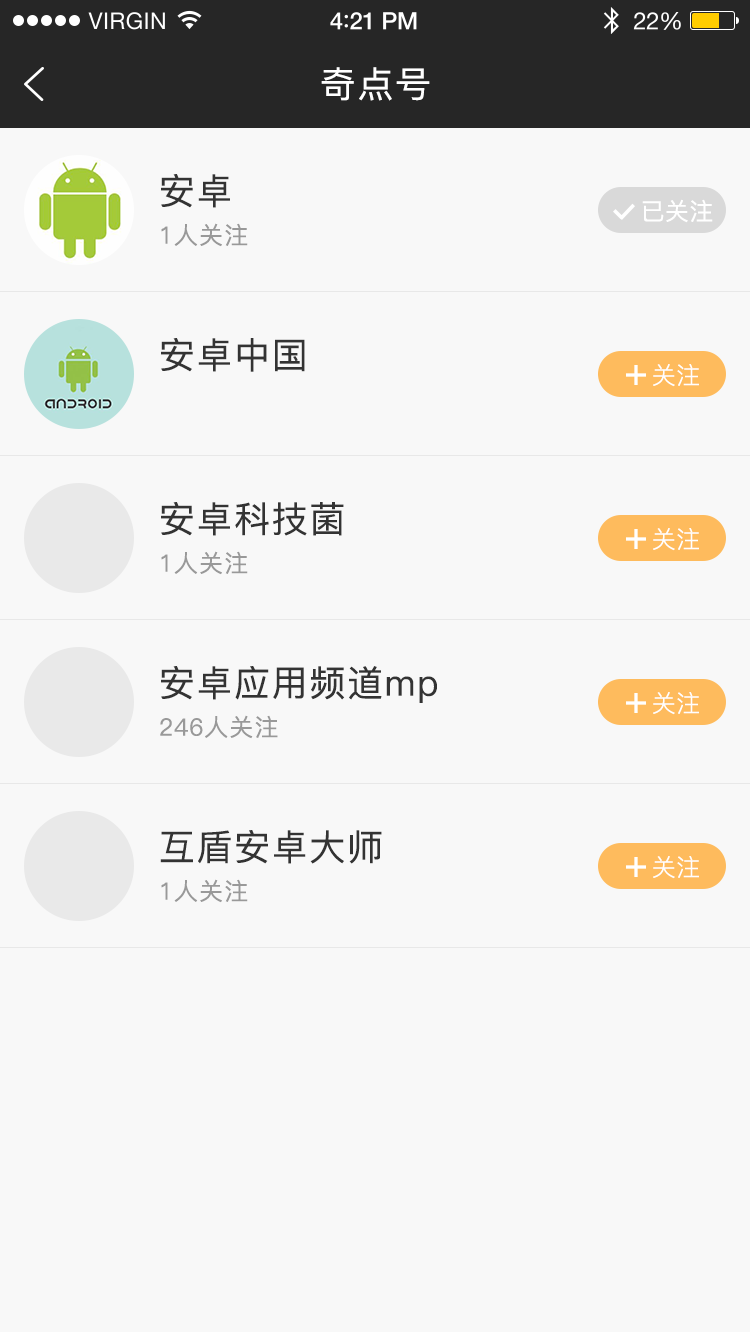 VIRGIN
4:21 PM
22%
奇点号
安卓
1人关注
已关注
安卓中国
关注
ANDROID
安卓科技菌
1人关注
关注
安卓应用频道mp
246人关注
关注
互盾安卓大师
1人关注
关注